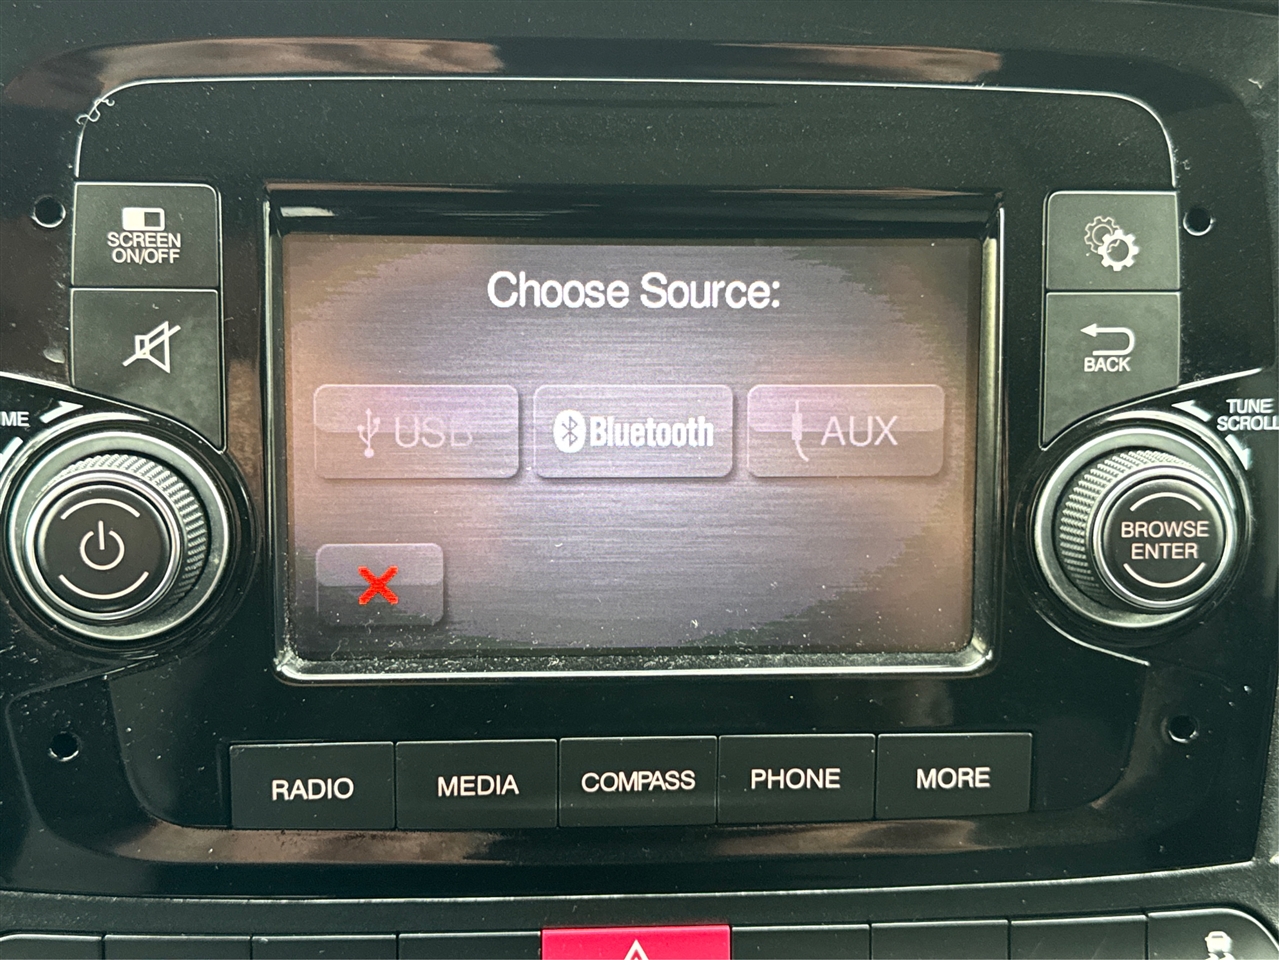 Choose Source:
SCREEN
ON/OFF
BACK
USB
Bluetooth
AUX
TUNE
SCROLL
BROWSE
ENTER
RADIO
MEDIA
COMPASS
PHONE
MORE